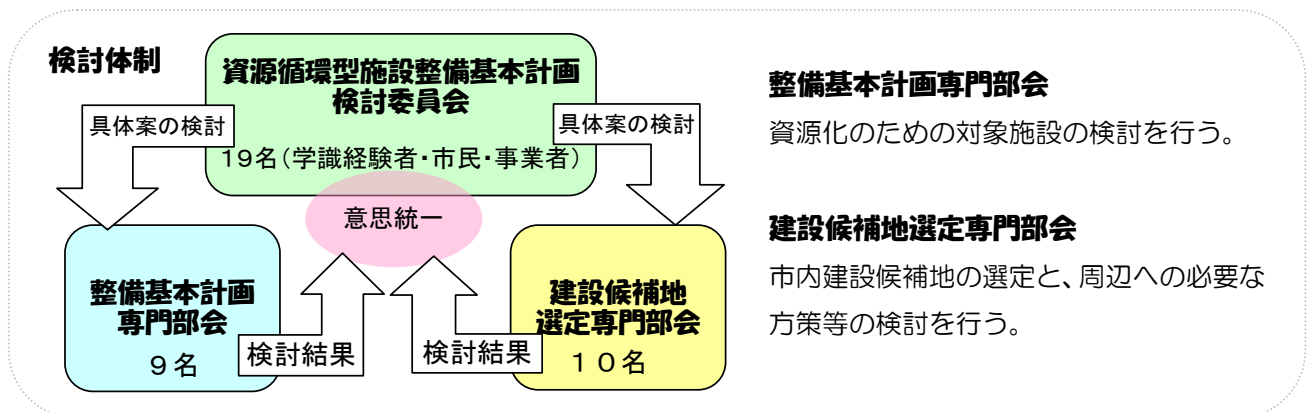 検討体制
資源循環型施設整備基本計画
検討委員会
19名(学識経験者・市民・事業者)
具体案の検討
具体案の検討
意思統一
整備基本計画
専門部会
9名
検討結果
検討結果
建設候補地
選定専門部会
10名
整備基本計画専門部会
資源化のための対象施設の検討を行う。
建設候補地選定専門部会
市内建設候補地の選定と、周辺への必要な
方策等の検討を行う。